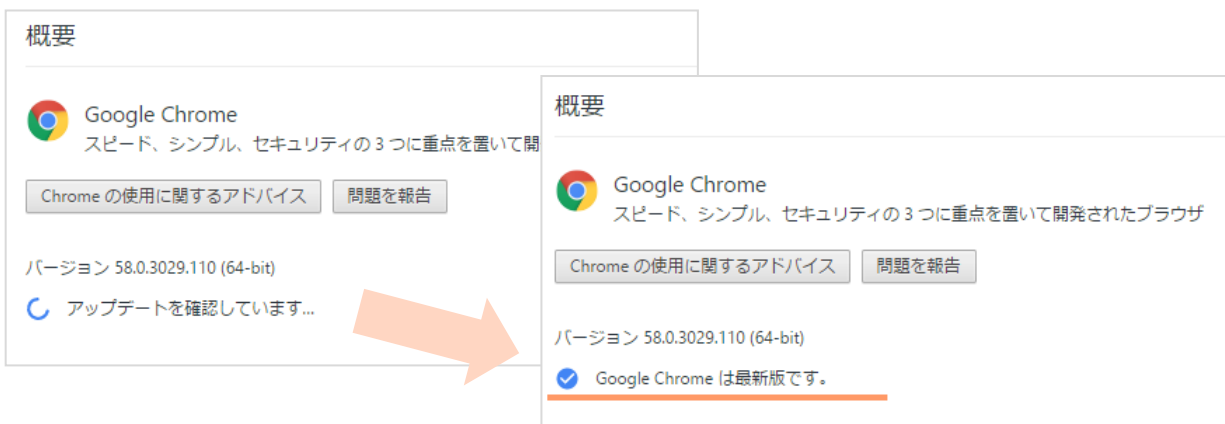 概要
Google Chrome
スピード、シンプル、セキュリティの 3 つに重点を置いて開
Chrome の使用に関するアドバイス
問題を報告
バージョン 58.0.3029.110 (64-bit)
アップデートを確認しています...
概要
Google Chrome
スピード、シンプル、セキュリティの 3 つに重点を置いて開発されたブラウザ
Chrome の使用に関するアドバイス
問題を報告
バージョン 58.0.3029.110 (64-bit)
Google Chrome は最新版です。